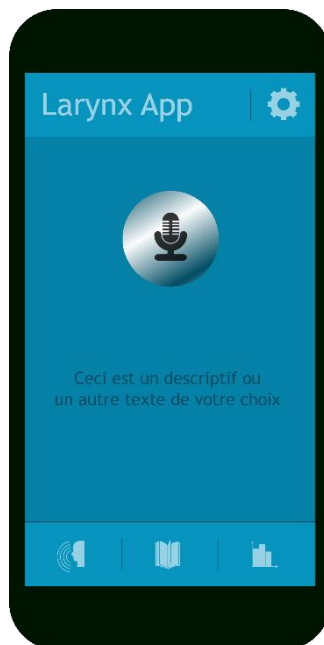 Larynx App
Ceci est un descriptif ou
un autre texte de votre choix